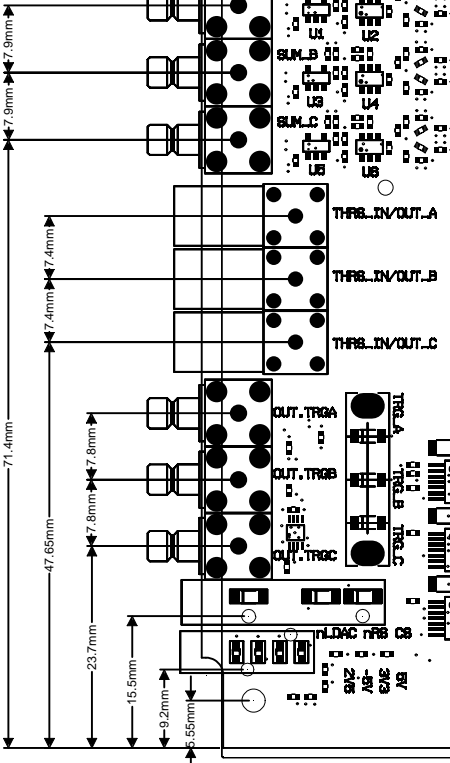 7.9mm
U1 U2
SUM_B
7.9mm
U3 U4
SUM_C
U5 U6
THRS_IN/OUT_A
7.4mm
THRS_IN/OUT_B
7.4mm
THRS_IN/OUT_C
OUT.TRGA
TRG_A
71.4mm
7.8mm
OUT.TRGB
TRG_B
47.65mm
7.8mm
OUT.TRGC
TRG_C
23.7mm
nLDAC nRS CS
15.5mm
5V
3V3
-5V
2V5
9.2mm
5.55mm